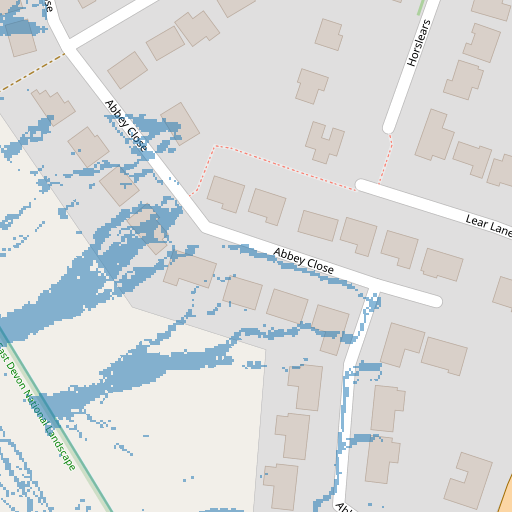 Horslears
Abbey Close
Lear Lane
Abbey Close
East Devon National Landscape